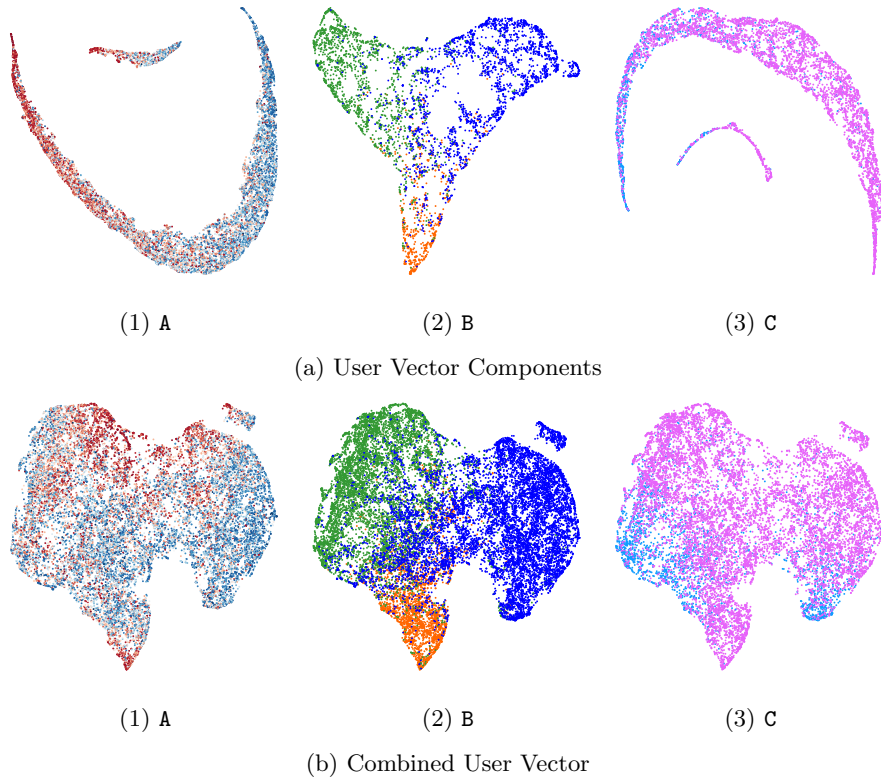 (1) A (2) B (3) C
(a) User Vector Components
(1) A (2) B (3) C
(b) Combined User Vector